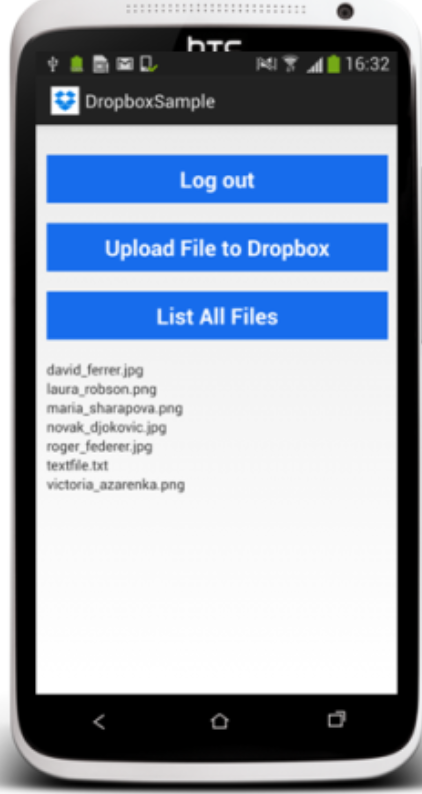 hTC
16:32
DropboxSample
Log out
Upload File to Dropbox
List All Files
david_ferrer.jpg
laura_robson.png
maria_sharapova.png
novak_djokovic.jpg
roger_federer.jpg
textfile.txt
victoria_azarenka.png